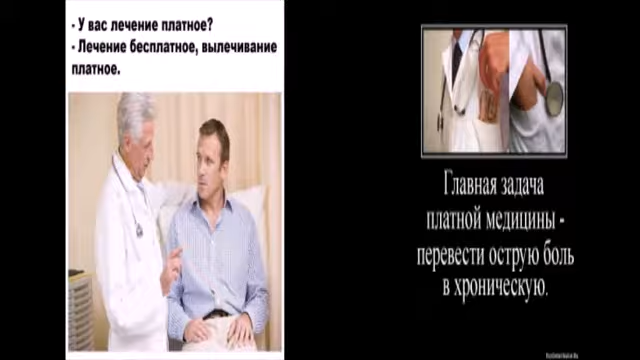 - У вас лечение платное?
- Лечение бесплатное, вылечивание
платное.
Главная задача
платной медицины -
перевести острую боль
в хроническую.